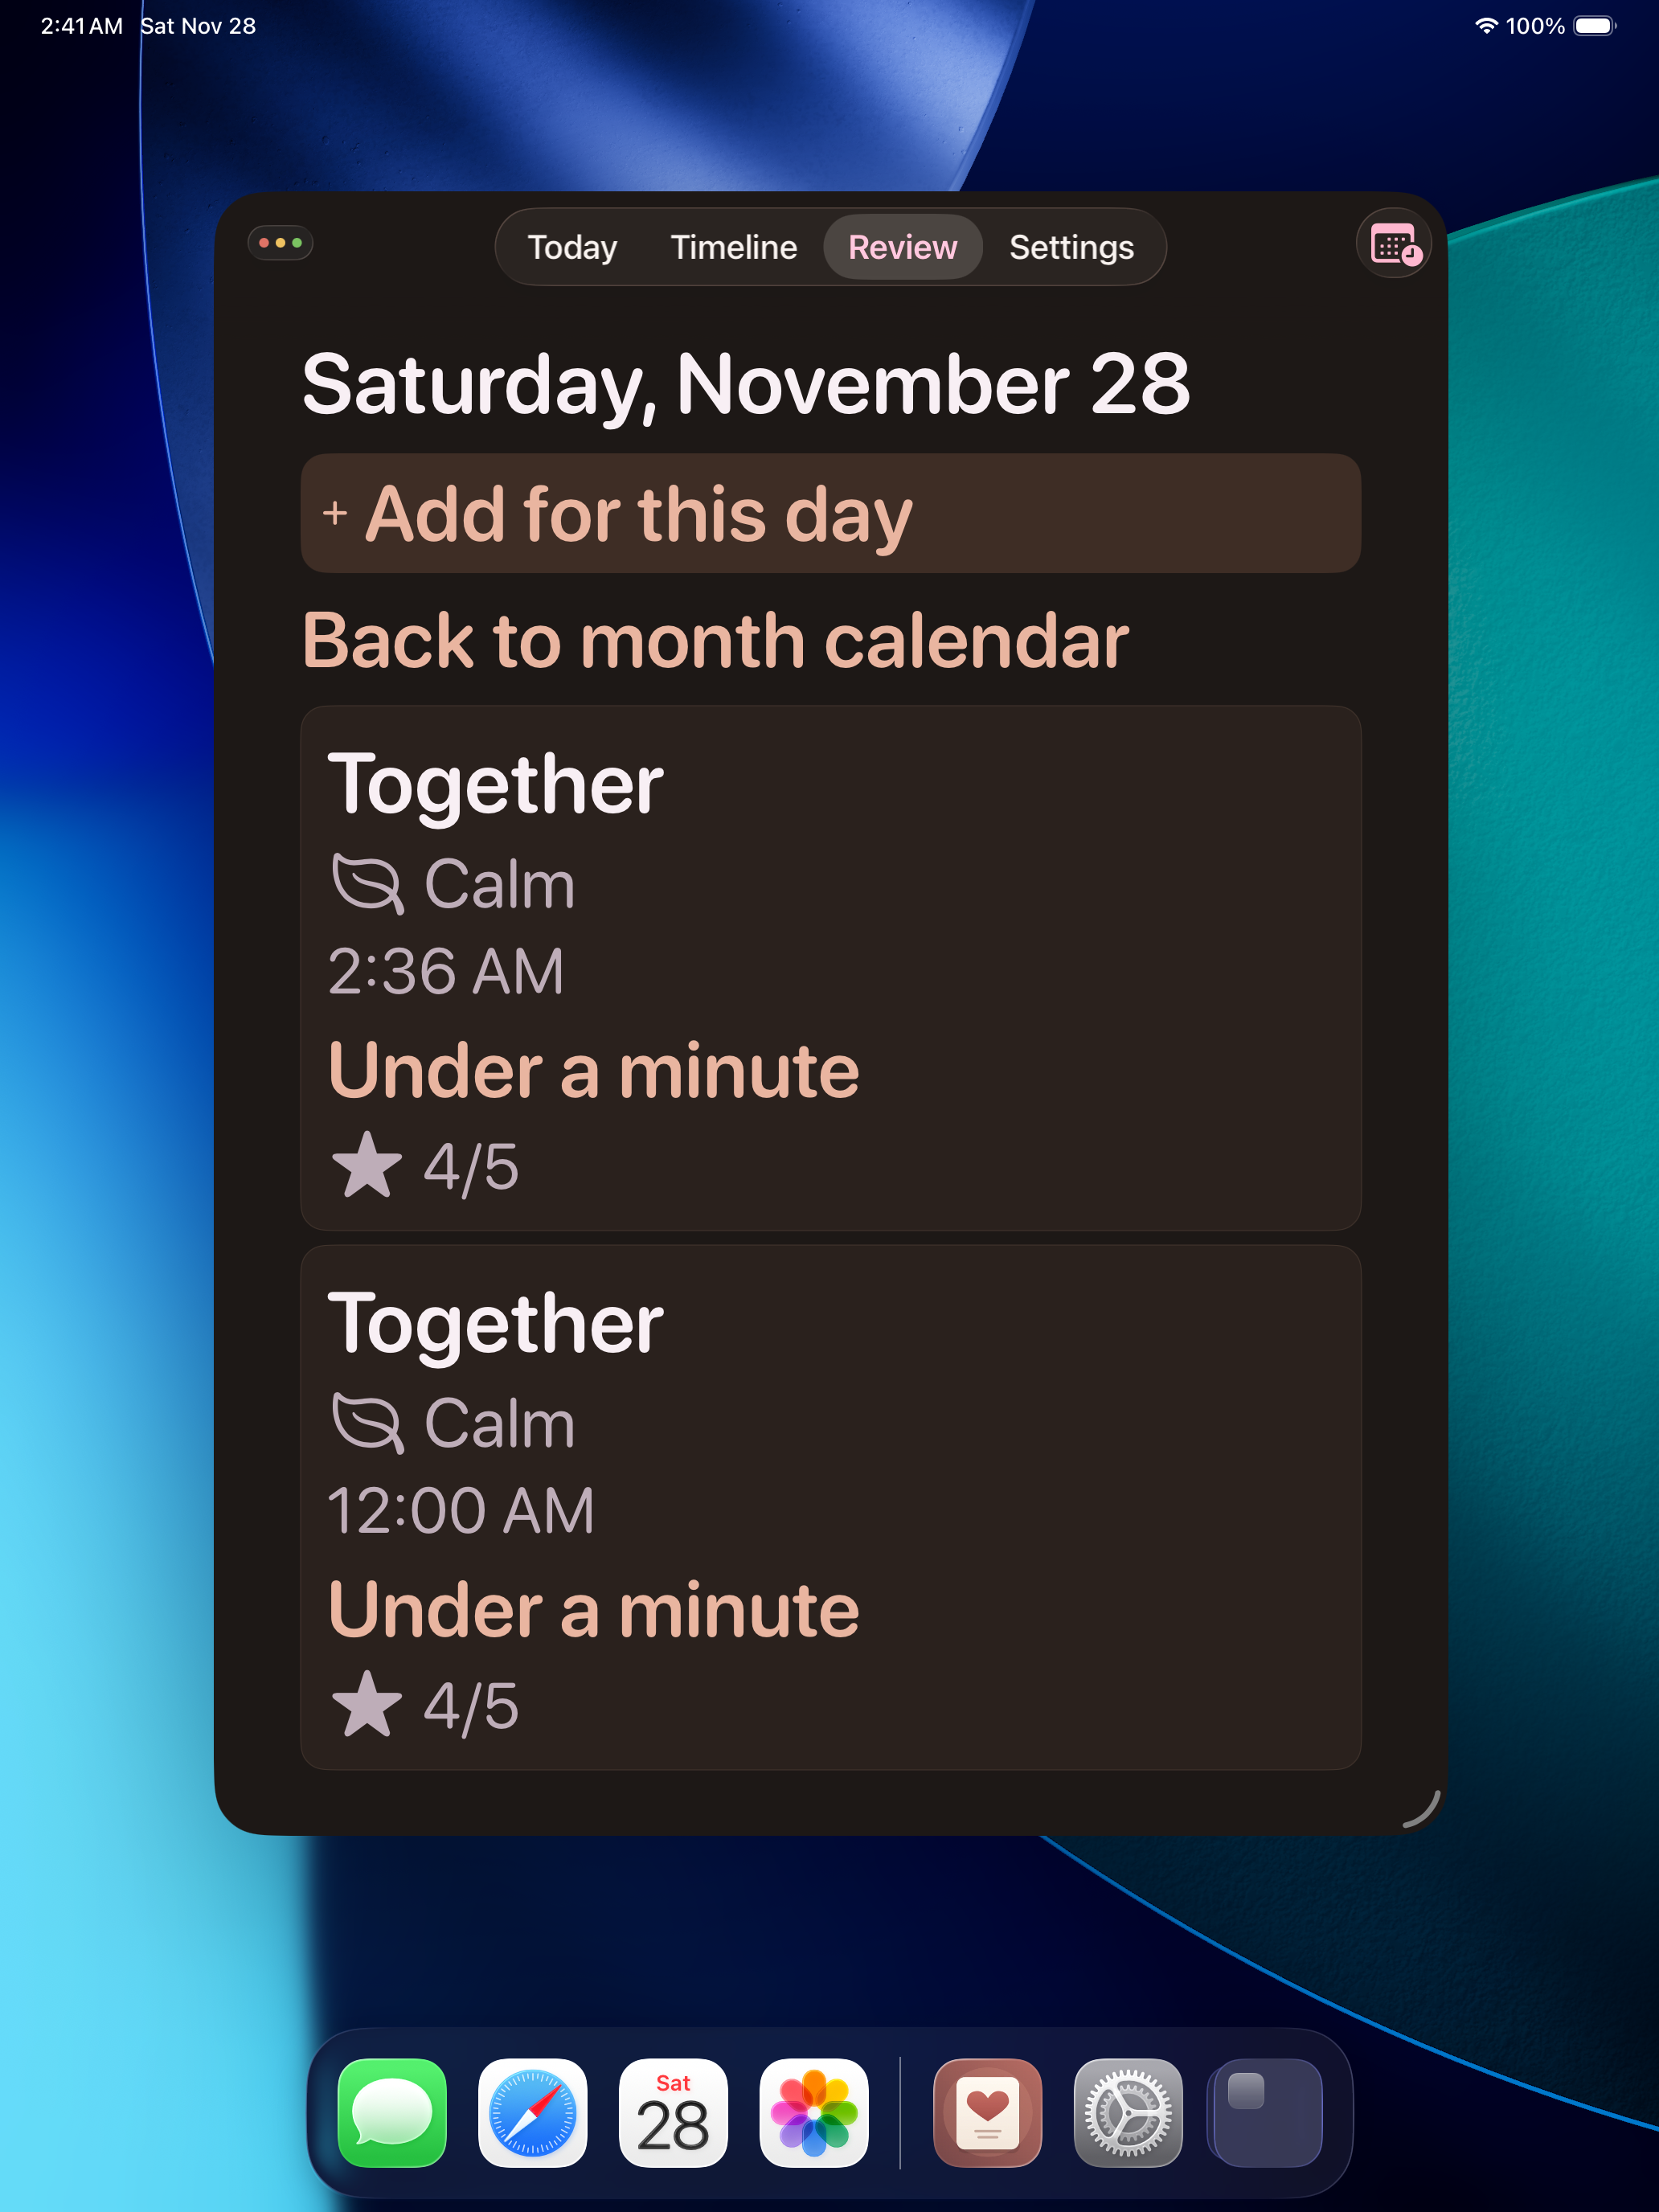 2:41 AM Sat Nov 28
100%
Today Timeline Review Settings
Saturday, November 28
+ Add for this day
Back to month calendar
Together
Calm
2:36 AM
Under a minute
4/5
Together
Calm
12:00 AM
Under a minute
4/5
Sat
28